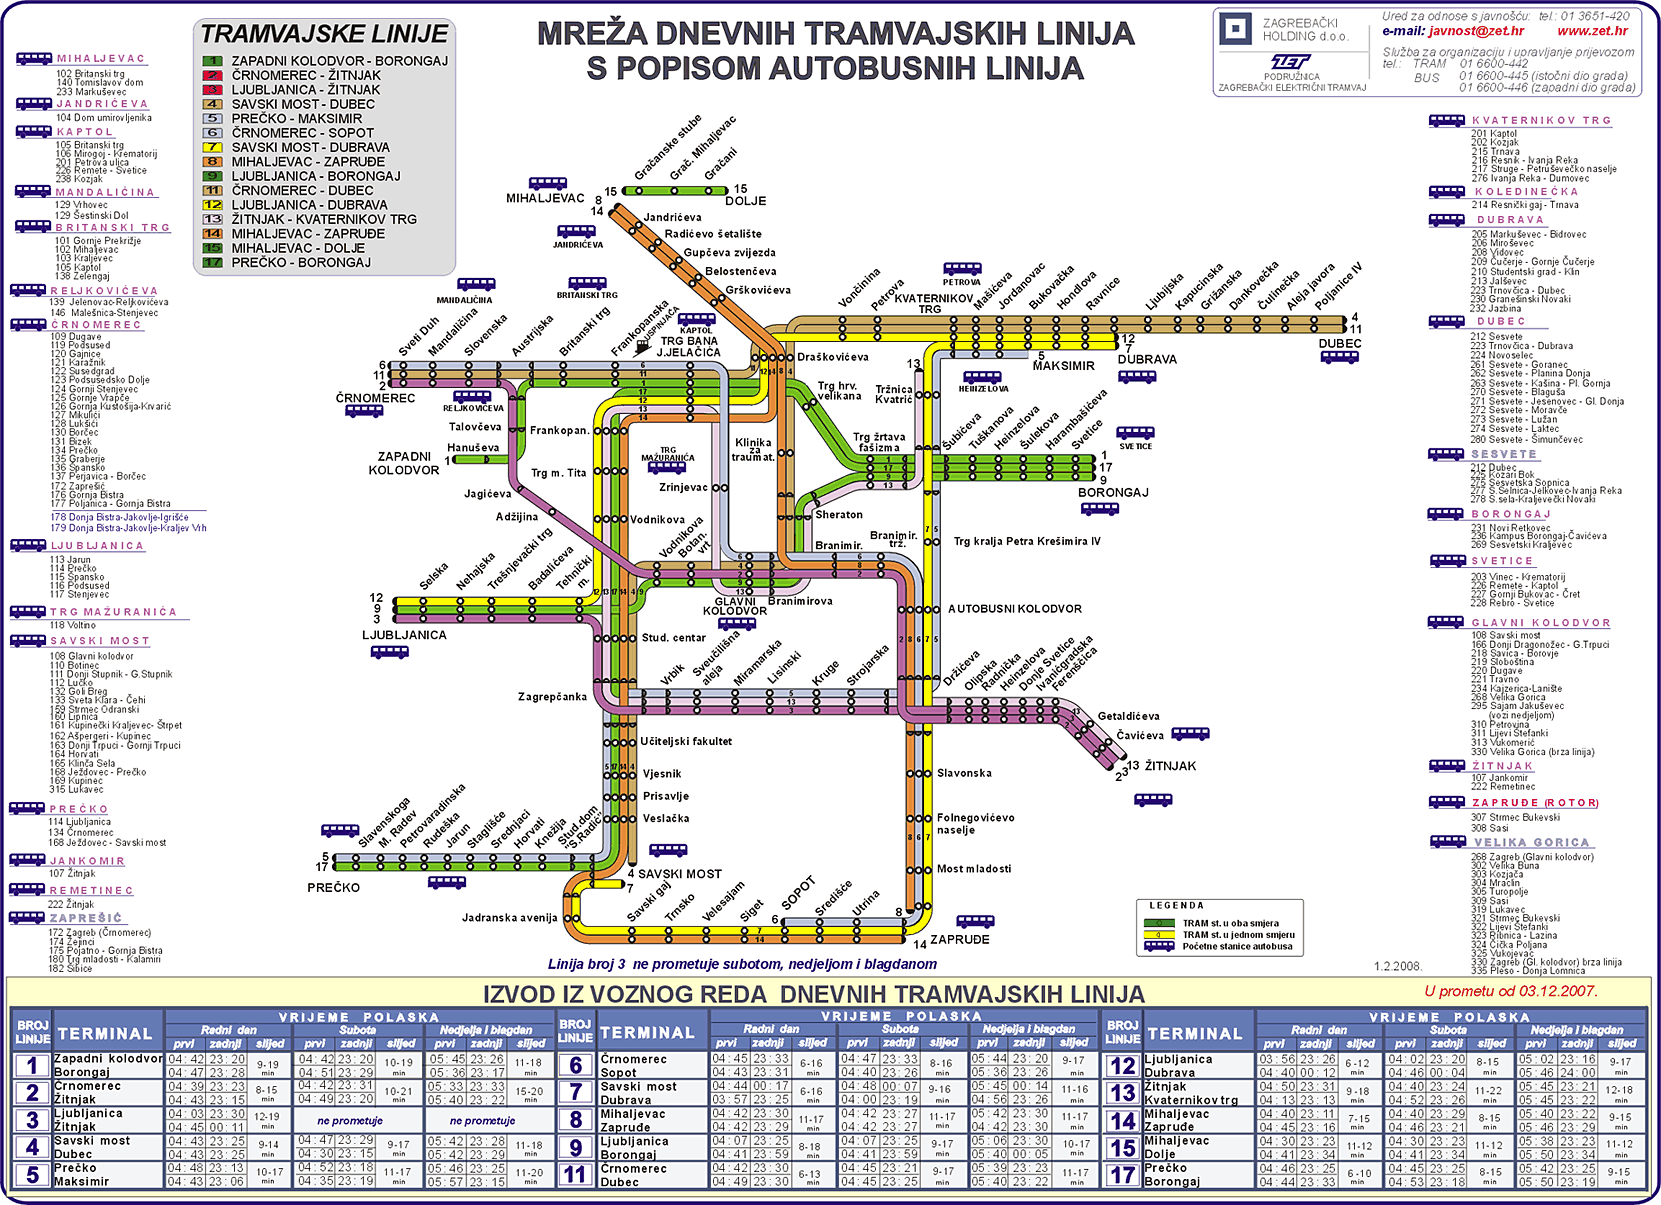 MREŽA DNEVNIH TRAMVAJSKIH LINIJA
S POPISOM AUTOBUSNIH LINIJA
ZAGREBAČKI
HOLDING d.o.o.
ZET
PODRUŽNICA
ZAGREBAČKI ELEKTRIČNI TRAMVAJ
Ured za odnose s javnošću: tel.: 01 3651-420
e-mail: javnost@zet.hr www.zet.hr
Služba za organizaciju i upravljanje prijevozom
tel.: TRAM 01 6600-442
BUS 01 6600-445 (istočni dio grada)
01 6600-446 (zapadni dio grada)
TRAMVAJSKE LINIJE
1 ZAPADNI KOLODVOR - BORONGAJ
2 ČRNOMEREC - ŽITNJAK
3 LJUBLJANICA - ŽITNJAK
4 SAVSKI MOST - DUBEC
5 PREČKO - MAKSIMIR
6 ČRNOMEREC - SOPOT
7 SAVSKI MOST - DUBRAVA
8 MIHALJEVAC - ZAPRUĐE
9 LJUBLJANICA - BORONGAJ
11 ČRNOMEREC - DUBEC
12 LJUBLJANICA - DUBRAVA
13 ŽITNJAK - KVATERNIKOV TRG
14 MIHALJEVAC - ZAPRUĐE
15 MIHALJEVAC - DOLJE
17 PREČKO - BORONGAJ
MIHALJEVAC
102 Britanski trg
140 Tomislavov dom
233 Markuševec
JANDRIĆEVA
104 Dom umirovljenika
KAPTOL
105 Britanski trg
106 Mirogoj - Krematorij
201 Petrova ulica
226 Remete - Svetice
238 Kozjak
MANDALIČINA
129 Vrhovec
129 Šestinski Dol
BRITANSKI TRG
101 Gornje Prekrižje
102 Mihaljevac
103 Kraljevec
105 Kaptol
138 Zelengaj
RELJKOVIĆEVA
139 Jelenovac-Reljkovićeva
146 Malešnica-Stenjevec
ČRNOMEREC
109 Dugave
119 Podsused
120 Gajnice
121 Karažnik
122 Susedgrad
123 Podsusedsko Dolje
124 Gornji Stenjevec
125 Gornje Vrapče
126 Gornja Kustošija-Krvarić
127 Mikulići
128 Lukšići
130 Borčec
131 Bizek
134 Prečko
135 Graberje
136 Špansko
137 Perjavica - Borčec
172 Zaprešić
176 Gornja Bistra
177 Poljanica - Gornja Bistra
178 Donja Bistra-Jakovlje-Igrišće
179 Donja Bistra-Jakovlje-Kraljev Vrh
LJUBLJANICA
113 Jarun
114 Prečko
115 Špansko
116 Podsused
117 Stenjevec
TRG MAŽURANIĆA
118 Voltino
SAVSKI MOST
108 Glavni kolodvor
110 Botinec
111 Donji Stupnik - G.Stupnik
112 Lučko
132 Goli Breg
133 Sveta Klara - Čehi
159 Strmec Odranski
160 Lipnica
161 Kupinečki Kraljevec- Štrpet
162 Ašpergeri - Kupinec
163 Donji Trpuci - Gornji Trpuci
164 Horvati
165 Klinča Sela
168 Ježdovec - Prečko
169 Kupinec
315 Lukavec
PREČKO
114 Ljubljanica
134 Črnomerec
168 Ježdovec - Savski most
JANKOMIR
107 Žitnjak
REMETINEC
222 Žitnjak
ZAPREŠIĆ
172 Zagreb (Črnomerec)
174 Žejinci
175 Pojatno - Gornja Bistra
180 Trg mladosti - Kalamiri
182 Šibice
KVATERNIKOV TRG
201 Kaptol
202 Kozjak
215 Trnava
216 Resnik - Ivanja Reka
217 Struge - Petruševečko naselje
276 Ivanja Reka - Dumovec
KOLEDINEČKA
214 Resnički gaj - Trnava
DUBRAVA
205 Markuševec - Bidrovec
206 Miroševec
208 Vidovec
209 Čučerje - Gornje Čučerje
210 Studentski grad - Klin
213 Jalševec
223 Trnovčica - Dubec
230 Granešinski Novaki
232 Jazbina
DUBEC
212 Sesvete
223 Trnovčica - Dubrava
224 Novoselec
261 Sesvete - Goranec
262 Sesvete - Planina Donja
263 Sesvete - Kašina - Pl. Gornja
270 Sesvete - Blaguša
271 Sesvete - Jesenovec - Gl. Donja
272 Sesvete - Moravče
273 Sesvete - Lužan
274 Sesvete - Laktec
280 Sesvete - Šimunčevec
SESVETE
212 Dubec
225 Kozari Bok
275 Sesvetska Sopnica
277 S.Selnica-Jelkovec-Ivanja Reka
278 S.sela-Kraljevečki Novaki
BORONGAJ
231 Novi Retkovec
236 Kampus Borongaj-Čavićeva
269 Sesvetski Kraljevec
SVETICE
203 Vinec - Krematorij
226 Remete - Kaptol
227 Gornji Bukovac - Čret
228 Rebro - Svetice
GLAVNI KOLODVOR
108 Savski most
166 Donji Dragonožec - G.Trpuci
218 Savica - Borovje
219 Sloboština
220 Dugave
221 Travno
234 Kajzerica-Lanište
268 Velika Gorica
295 Sajam Jakuševec
(vozi nedjeljom)
310 Petrovina
311 Lijevi Štefanki
313 Vukomerić
330 Velika Gorica (brza linija)
ŽITNJAK
107 Jankomir
222 Remetinec
ZAPRUĐE (ROTOR)
307 Strmec Bukevski
308 Sasi
VELIKA GORICA
268 Zagreb (Glavni kolodvor)
302 Velika Buna
303 Kozjača
304 Mraclin
305 Turopolje
309 Sasi
319 Lukavec
321 Strmec Bukevski
322 Lijevi Štefanki
323 Ribnica - Lazina
324 Čička Poljana
325 Vukojevac
330 Zagreb (Gl. kolodvor) brza linija
335 Pleso - Donja Lomnica
Gračanske stube
Grač. Mihaljevac
Gračani
15
15
DOLJE
MIHALJEVAC
8
14
JANDRIĆEVA
Jandrićeva
Radićevo šetalište
Gupčeva zvijezda
Belostenčeva
Grškovićeva
MANDALIČINA
BRITANSKI TRG
KAPTOL
USPINJAČA
TRG BANA
J.JELAČIĆA
Sveti Duh
Mandaličina
Slovenska
Austrijska
Britanski trg
Frankopanska
6
11
2
ČRNOMEREC
RELJKOVIĆEVA
Talovčeva
Hanuševa
ZAPADNI
KOLODVOR
1
Jagićeva
Adžijina
Frankopan.
Trg m. Tita
Vodnikova
TRG
MAŽURANIĆA
Zrinjevac
Klinika
za
traumat.
Draškovićeva
Trg hrv.
velikana
Trg žrtava
fašizma
Tržnica
Kvatrić
13
Vončinina
Petrova
KVATERNIKOV
TRG
PETROVA
Mašićeva
Jordanovac
Bukovačka
Hondlova
Ravnice
Ljubijska
Kapucinska
Grižanska
Dankovečka
Čulinečka
Aleja javora
Poljanice IV
4
11
DUBEC
12
7
DUBRAVA
5
MAKSIMIR
HEINZELOVA
Šubićeva
Tuškanova
Heinzelova
Šulekova
Harambašićeva
Svetice
SVETICE
1
17
9
BORONGAJ
Sheraton
Branimir.
Branimir.
trž.
Trg kralja Petra Krešimira IV
Vodnikova
Botan.
vrt
GLAVNI
KOLODVOR
Branimirova
AUTOBUSNI KOLODVOR
Selska
Nehajska
Trešnjevački trg
Badalićeva
Tehnički
m.
12
9
3
LJUBLJANICA
Stud. centar
Zagrepčanka
Vrbik
Sveučilišna
aleja
Miramarska
Lisinski
Kruge
Strojarska
Držićeva
Olipska
Radnička
Heinzelova
Donje Svetice
Ivanićgradska
Ferenščica
Getaldićeva
Čavićeva
13
3
2
ŽITNJAK
Učiteljski fakultet
Vjesnik
Prisavlje
Veslačka
Slavonska
Folnegovićevo
naselje
Most mladosti
Slavenskoga
M. Radev
Petrovaradinska
Rudeška
Jarun
Staglišće
Srednjaci
Horvati
Knežija
Stud.dom
"S.Radić"
5
17
PREČKO
4
SAVSKI MOST
7
Jadranska avenija
Savski gaj
Trnsko
Velesajam
Siget
SOPOT
6
Središće
Utrina
8
14
ZAPRUĐE
LEGENDA
TRAM st. u oba smjera
TRAM st. u jednom smjeru
Početne stanice autobusa
Linija broj 3 ne prometuje subotom, nedjeljom i blagdanom
1.2.2008.
IZVOD IZ VOZNOG REDA DNEVNIH TRAMVAJSKIH LINIJA
U prometu od 03.12.2007.
BROJ LINIJE TERMINAL VRIJEME POLASKA
Radni dan Subota Nedjelja i blagdan
prvi zadnji slijed prvi zadnji slijed prvi zadnji slijed
1 Zapadni kolodvor 04:42 23:20 9-19 min 04:42 23:20 10-19 min 05:45 23:26 11-18 min
Borongaj 04:47 23:28 04:51 23:29 05:36 23:17
2 Črnomerec 04:39 23:23 8-15 min 04:42 23:31 10-21 min 05:33 23:33 15-20 min
Žitnjak 04:43 23:15 04:49 23:20 05:40 23:22
3 Ljubljanica 04:03 23:30 12-19 ne prometuje ne prometuje
Žitnjak 04:45 00:11
4 Savski most 04:43 23:25 9-14 min 04:47 23:29 9-17 min 05:42 23:28 11-18 min
Dubec 04:43 23:25 04:30 23:15 05:42 23:29
5 Prečko 04:48 23:13 10-17 min 04:52 23:18 11-17 min 05:46 23:25 11-20 min
Maksimir 04:43 23:06 04:35 23:19 05:57 23:15
BROJ LINIJE TERMINAL VRIJEME POLASKA
Radni dan Subota Nedjelja i blagdan
prvi zadnji slijed prvi zadnji slijed prvi zadnji slijed
6 Črnomerec 04:45 23:33 6-16 min 04:47 23:33 8-16 min 05:44 23:20 9-17 min
Sopot 04:43 23:31 04:40 23:26 05:36 23:26
7 Savski most 04:44 00:17 6-16 min 04:48 00:07 9-16 min 05:45 00:14 11-16 min
Dubrava 03:57 23:25 04:00 23:19 04:56 23:26
8 Mihaljevac 04:42 23:30 11-17 min 04:42 23:27 11-17 min 05:42 23:30 11-17 min
Zapruđe 04:42 23:29 04:42 23:27 04:42 23:30
9 Ljubljanica 04:07 23:25 8-18 min 04:07 23:25 9-17 min 05:06 23:30 10-17 min
Borongaj 04:41 23:59 04:41 23:59 05:40 00:05
11 Črnomerec 04:42 23:30 6-13 min 04:45 23:21 9-17 min 05:39 23:23 11-17 min
Dubec 04:49 23:30 04:45 23:25 05:40 23:22
BROJ LINIJE TERMINAL VRIJEME POLASKA
Radni dan Subota Nedjelja i blagdan
prvi zadnji slijed prvi zadnji slijed prvi zadnji slijed
12 Ljubljanica 03:56 23:26 6-12 min 04:02 23:20 8-15 min 05:02 23:16 9-17 min
Dubrava 04:40 00:12 04:46 00:04 05:46 24:00
13 Žitnjak 04:50 23:31 9-18 min 04:40 23:24 11-22 min 05:45 23:21 12-18 min
Kvaternikov trg 04:13 23:13 04:52 23:26 05:45 23:22
14 Mihaljevac 04:40 23:11 7-15 min 04:40 23:29 8-15 min 05:40 23:22 9-15 min
Zapruđe 04:45 23:16 04:46 23:21 05:46 23:29
15 Mihaljevac 04:30 23:23 11-12 min 04:30 23:23 11-12 min 05:38 23:23 11-12 min
Dolje 04:41 23:34 04:41 23:34 05:50 23:34
17 Prečko 04:46 23:25 6-10 min 04:45 23:25 8-15 min 05:42 23:25 9-15 min
Borongaj 04:44 23:33 04:53 23:18 05:50 23:19